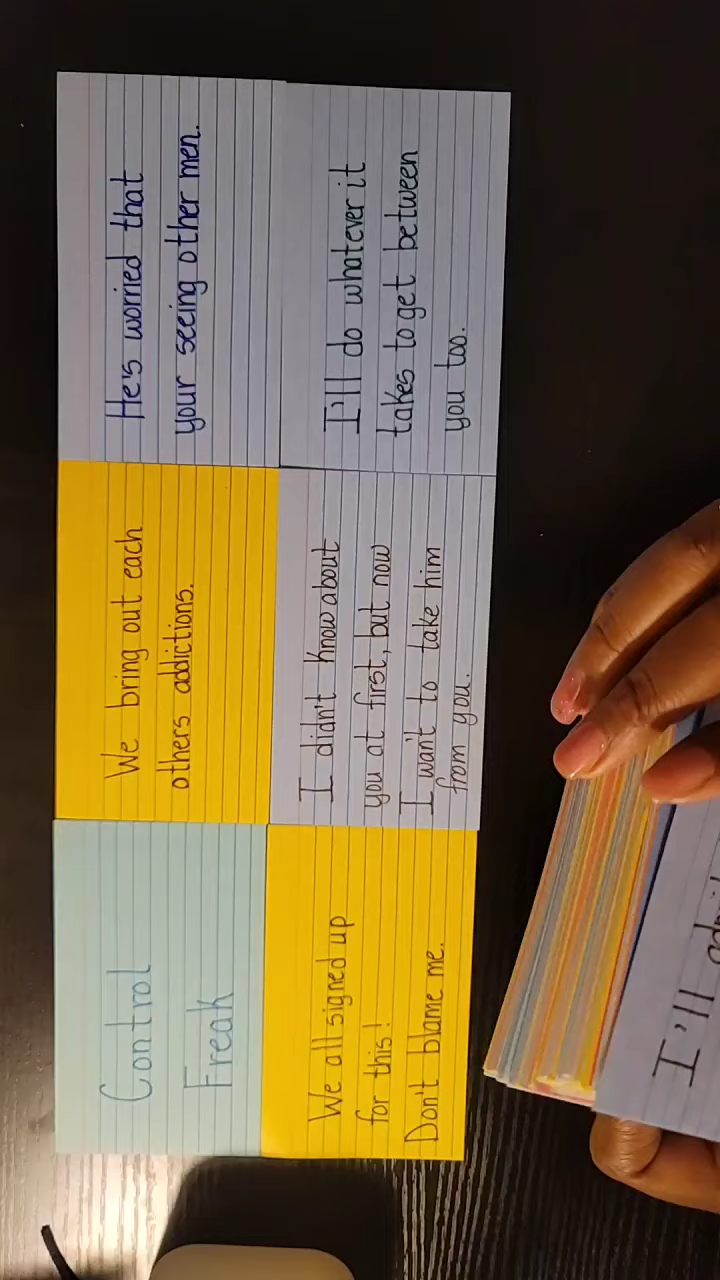 Control
Freak
We bring out each
others addictions.
He's worried that
your seeing other men.
We all signed up
for this!
Don't blame me.
I didn't know about
you at first, but now
I wan't to take him
from you.
I'll do whatever it
takes to get between
you too.
I'll